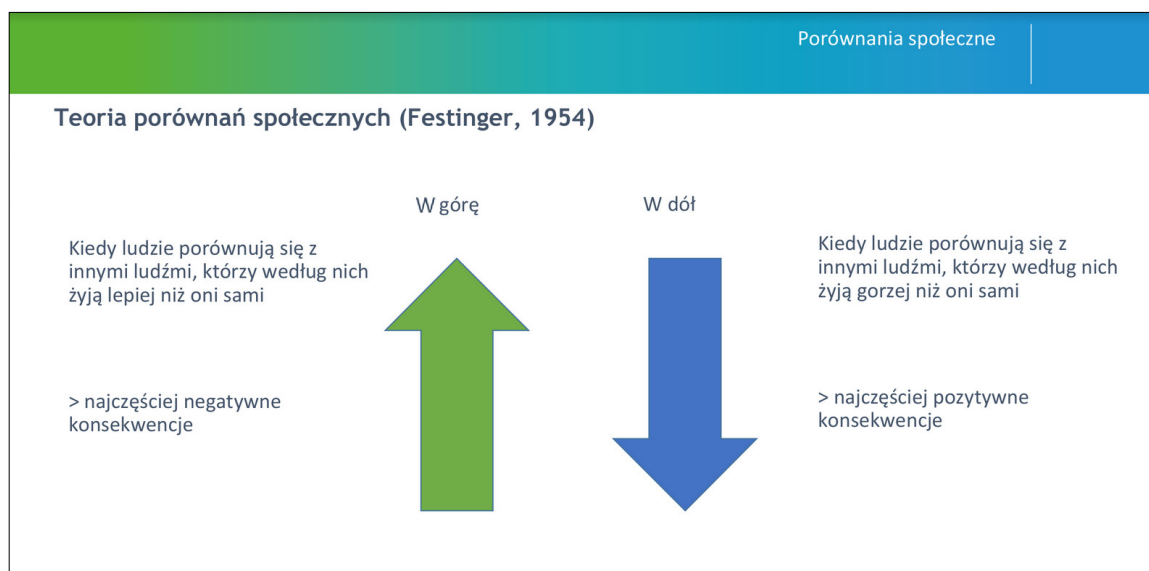 Porównania społeczne
Teoria porównań społecznych (Festinger, 1954)
W górę
Kiedy ludzie porównują się z
innymi ludźmi, którzy według nich
żyją lepiej niż oni sami
> najczęściej negatywne
konsekwencje
W dół
Kiedy ludzie porównują się z
innymi ludźmi, którzy według nich
żyją gorzej niż oni sami
> najczęściej pozytywne
konsekwencje